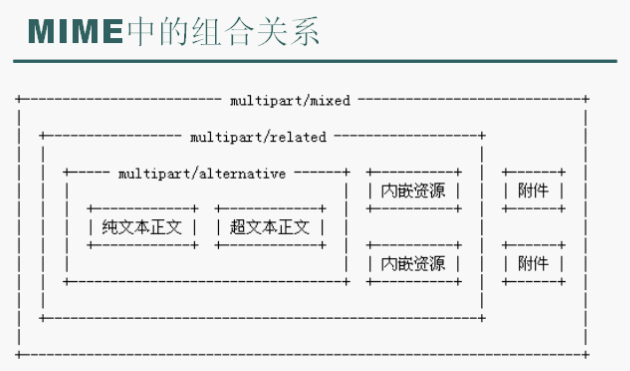 MIME中的组合关系
multipart/mixed
multipart/related
multipart/alternative
内嵌资源 附件
纯文本正文 超文本正文
内嵌资源 附件